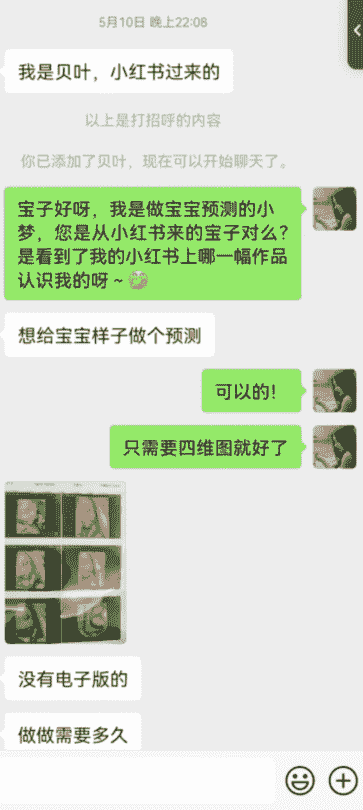 5月10日 晚上22:08
我是贝叶，小红书过来的
以上是打招呼的内容
你已添加了贝叶，现在可以开始聊天了。
宝子好呀，我是做宝宝预测的小
梦，您是从小红书来的宝子对么？
是看到了我的小红书上哪一幅作品
认识我的呀～
想给宝宝样子做个预测
可以的！
只需要四维图就好了
没有电子版的
做做需要多久